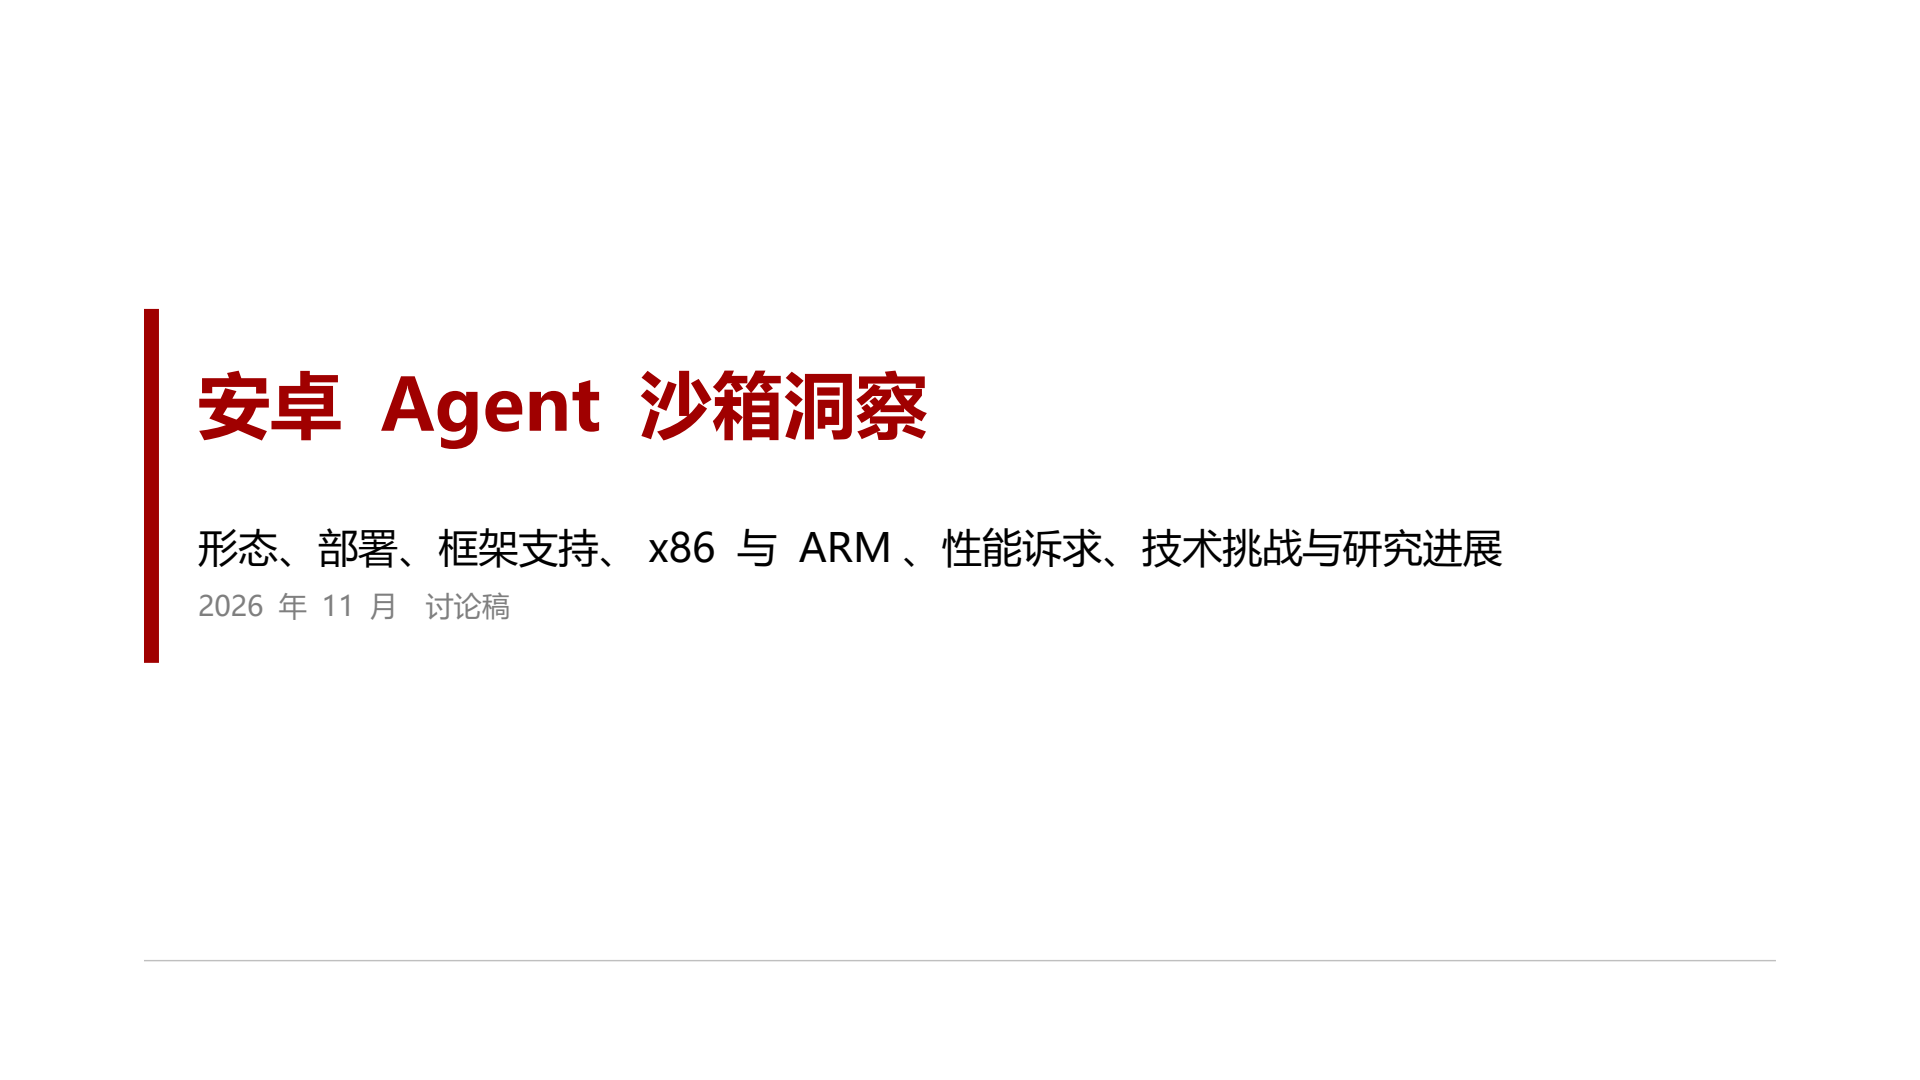 安卓 Agent 沙箱洞察
形态、部署、框架支持、 x86 与 ARM 、性能诉求、技术挑战与研究进展
2026 年 11 月 讨论稿